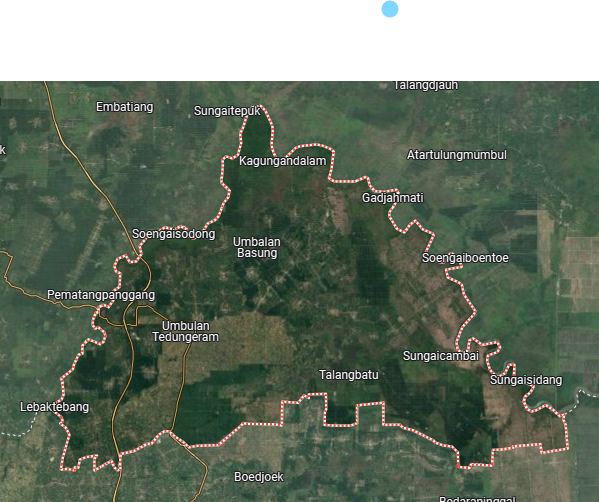 Talangdjauh
Embatiang
Sungaitepuk
k
Kagungandalam
Atartulungmumbul
Gadjahmati
Soengaisodong
Umbalan
Basung
Soengaiboentoe
Pematangpanggang
Umbulan
Tedungeram
Sungaicambai
Talangbatu
Sungaisidang
Lebaktebang
Boedjoek
Bedaraninggal